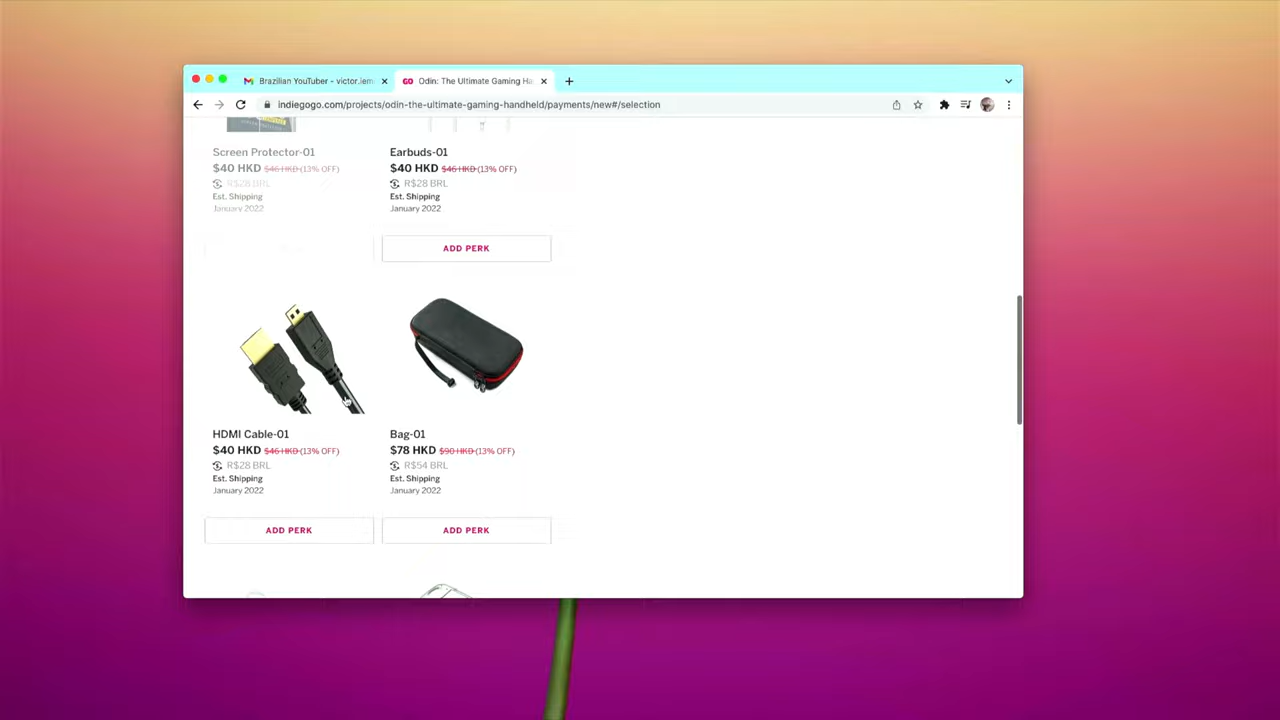 Brazilian YouTuber - victor.iem
GO Odin: The Ultimate Gaming Ha
indiegogo.com/projects/odin-the-ultimate-gaming-handheld/payments/new#/selection
Screen Protector-01
$40 HKD $46 HKD (13% OFF)
R$28 BRL
Est. Shipping
January 2022
Earbuds-01
$40 HKD $46 HKD (13% OFF)
R$28 BRL
Est. Shipping
January 2022
ADD PERK
HDMI Cable-01
$40 HKD $46 HKD (13% OFF)
R$28 BRL
Est. Shipping
January 2022
ADD PERK
Bag-01
$78 HKD $90 HKD (13% OFF)
R$54 BRL
Est. Shipping
January 2022
ADD PERK